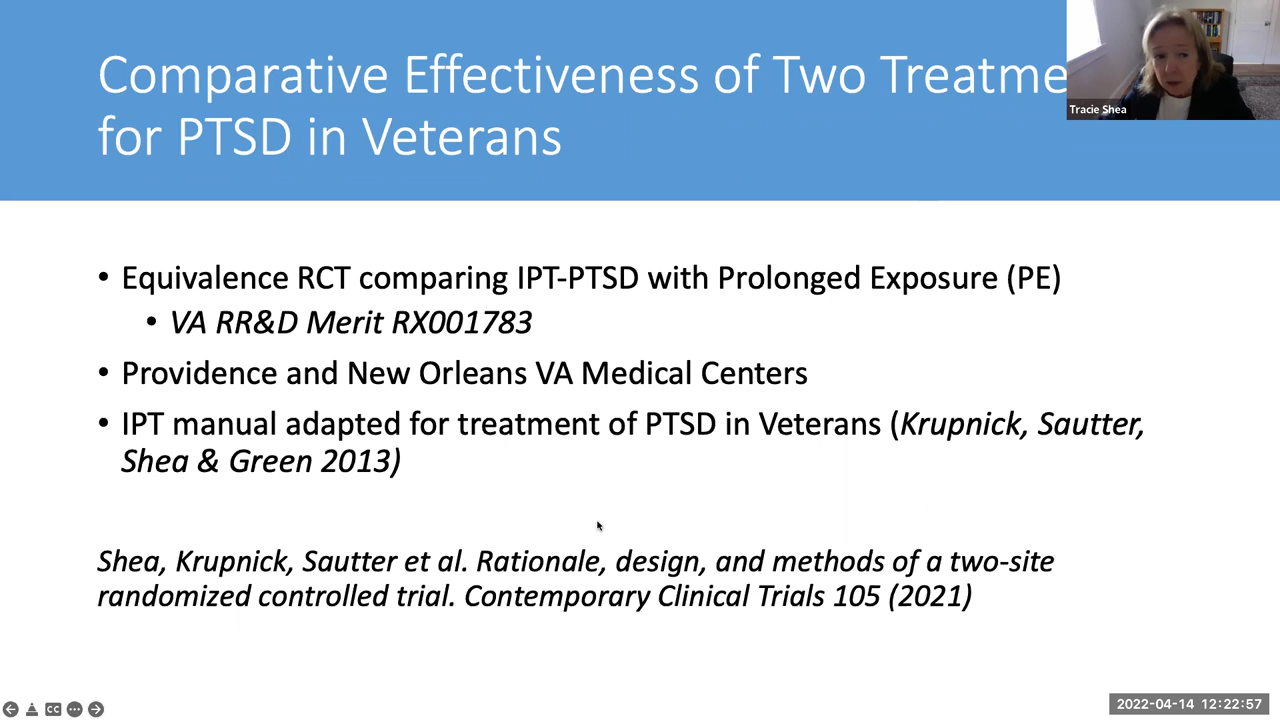 Comparative Effectiveness of Two Treatme
for PTSD in Veterans
Tracie Shea
• Equivalence RCT comparing IPT-PTSD with Prolonged Exposure (PE)
• VA RR&D Merit RX001783
• Providence and New Orleans VA Medical Centers
• IPT manual adapted for treatment of PTSD in Veterans (Krupnick, Sautter,
Shea & Green 2013)
Shea, Krupnick, Sautter et al. Rationale, design, and methods of a two-site
randomized controlled trial. Contemporary Clinical Trials 105 (2021)
CC
2022-04-14 12:22:57